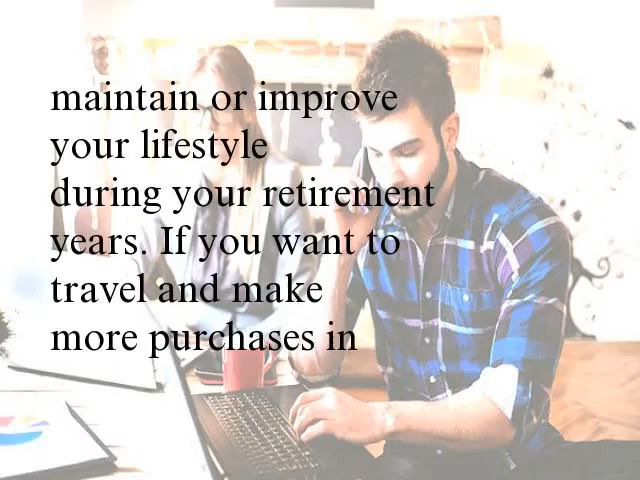 maintain or improve
your lifestyle
during your retirement
years. If you want to
travel and make
more purchases in